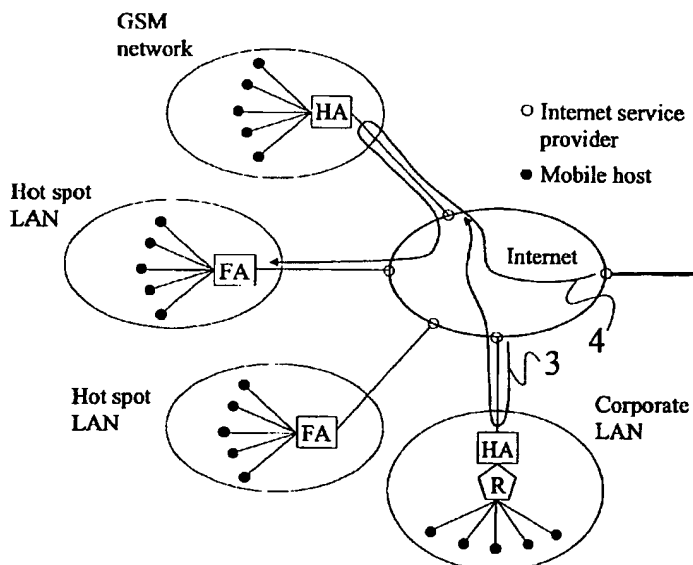 GSM
network
HA
Internet service
provider
Mobile host
Hot spot
LAN
FA
Internet
4
3
Hot spot
LAN
FA
Corporate
LAN
HA
R